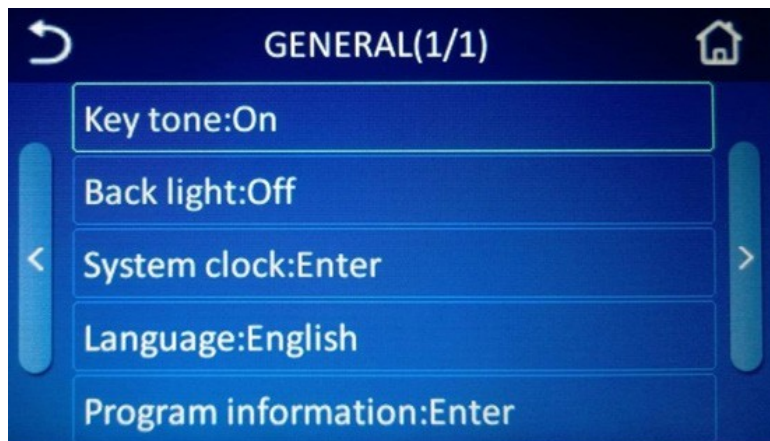 GENERAL(1/1)
Key tone:On
Back light:Off
< System clock:Enter >
Language:English
Program information:Enter